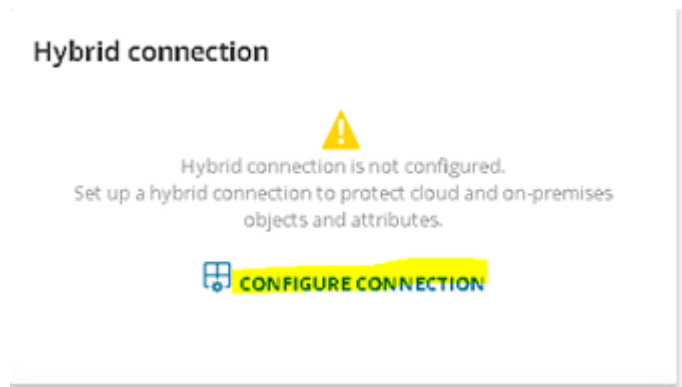 Hybrid connection
Hybrid connection is not configured.
Set up a hybrid connection to protect cloud and on-premises
objects and attributes.
CONFIGURE CONNECTION